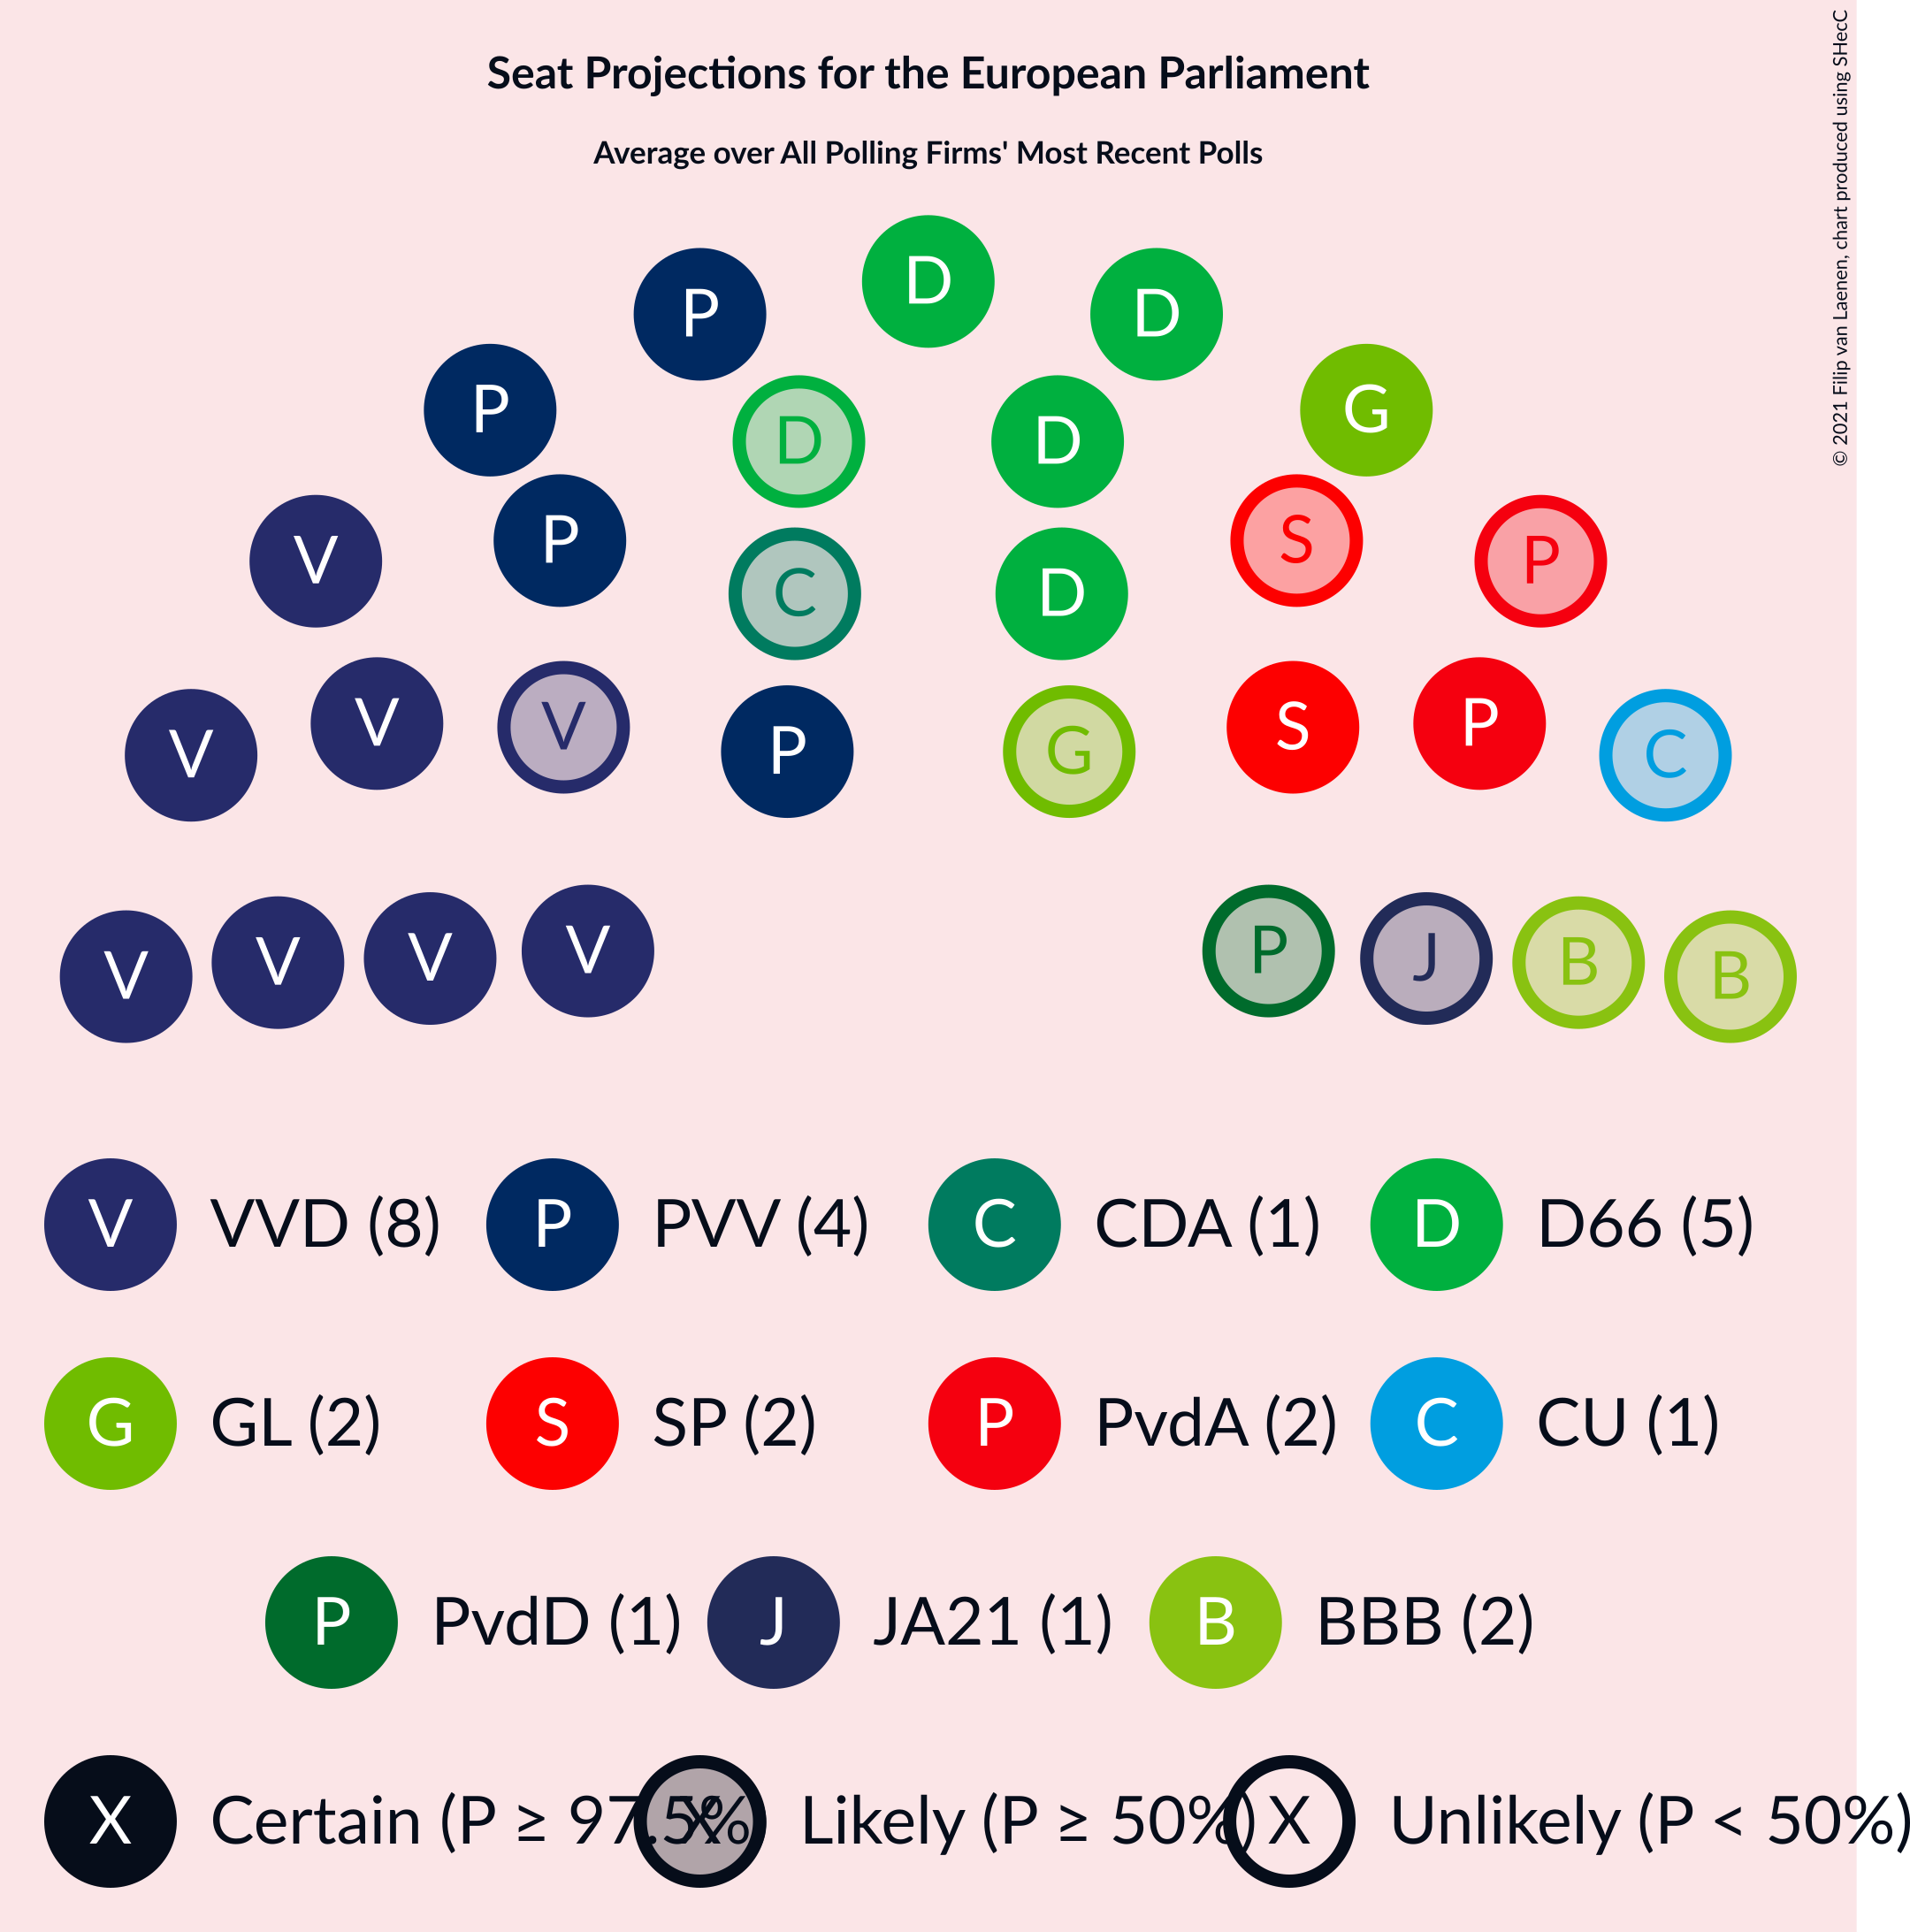 Seat Projections for the European Parliament
Average over All Polling Firms' Most Recent Polls
© 2021 Filip van Laenen, chart produced using SHecC
D
P D
P D D G
V P C D S P
V V V P G S P C
V V V V P J B B
V VVD (8) P PVV (4) C CDA (1) D D66 (5)
G GL (2) S SP (2) P PvdA (2) C CU (1)
P PvdD (1) J JA21 (1) B BBB (2)
X Certain (P ≥ 97.5% X Likely (P ≥ 50%) X Unlikely (P < 50%)